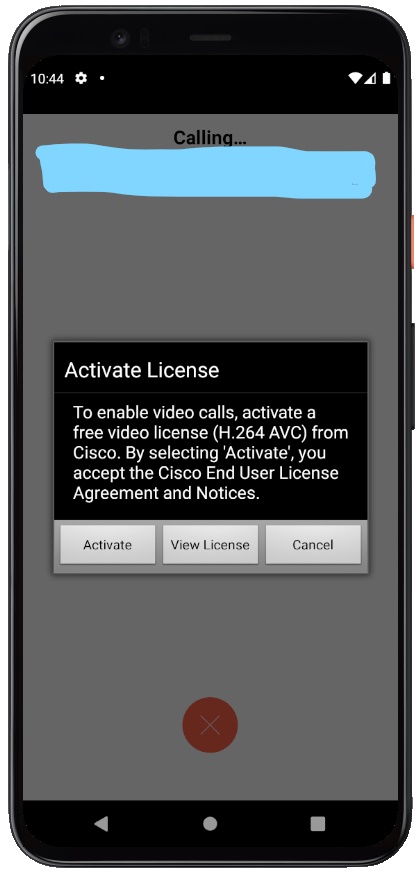 10:44
Calling...
Activate License
To enable video calls, activate a
free video license (H.264 AVC) from
Cisco. By selecting 'Activate', you
accept the Cisco End User License
Agreement and Notices.
Activate View License Cancel